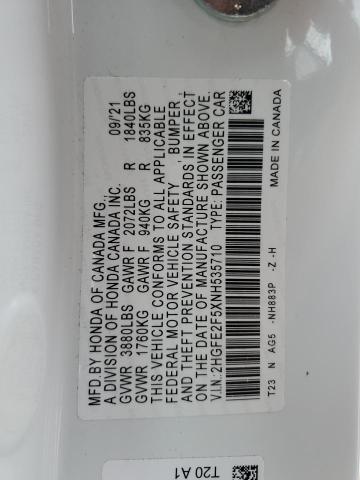 MFD.BY HONDA OF CANADA MFG., 09/21
A DIVISION OF HONDA CANADA INC.
GVWR 3880LBS GAWR F 2072LBS R 1840LBS
GVWR 1760KG GAWR F 940KG R 835KG
THIS VEHICLE CONFORMS TO ALL APPLICABLE
FEDERAL MOTOR VEHICLE SAFETY , BUMPER ,
AND THEFT PREVENTION STANDARDS IN EFFECT
ON THE DATE OF MANUFACTURE SHOWN ABOVE.
V.I.N.: 2HGFE2F5XNH535710 TYPE: PASSENGER CAR
T23 N AG5 -NH883P -Z -H MADE IN CANADA
T20 A1